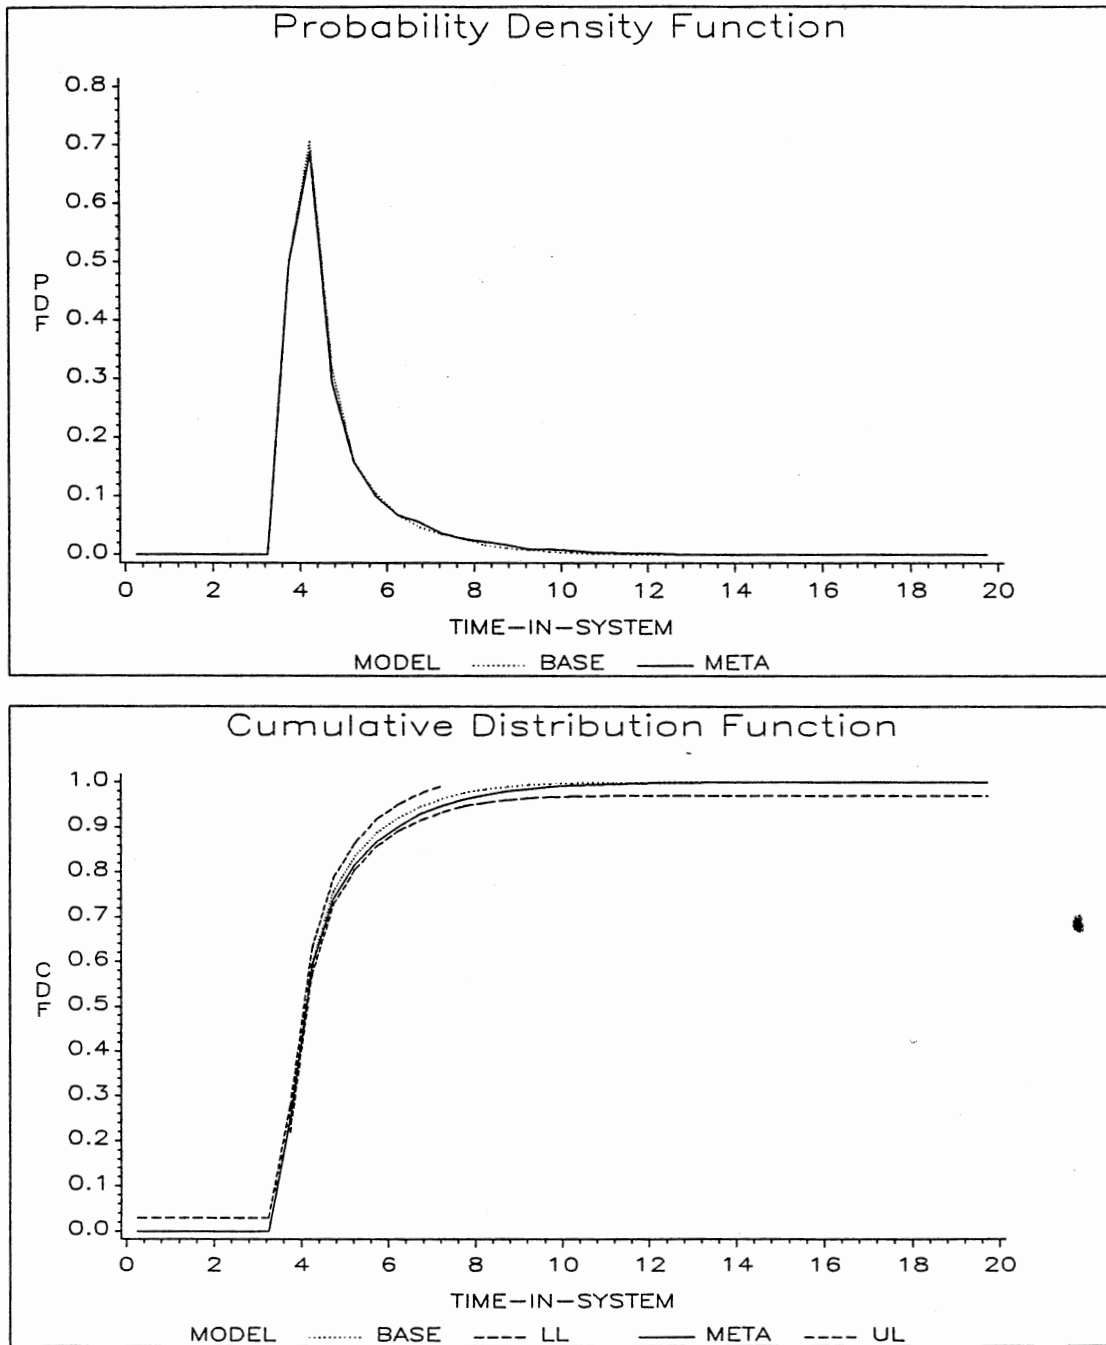 Probability Density Function
0.8
0.7
0.6
0.5
0.4
0.3
0.2
0.1
0.0
PDF
0 2 4 6 8 10 12 14 16 18 20
TIME-IN-SYSTEM
MODEL BASE META
Cumulative Distribution Function
1.0
0.9
0.8
0.7
0.6
0.5
0.4
0.3
0.2
0.1
0.0
CDF
0 2 4 6 8 10 12 14 16 18 20
TIME-IN-SYSTEM
MODEL BASE LL META UL